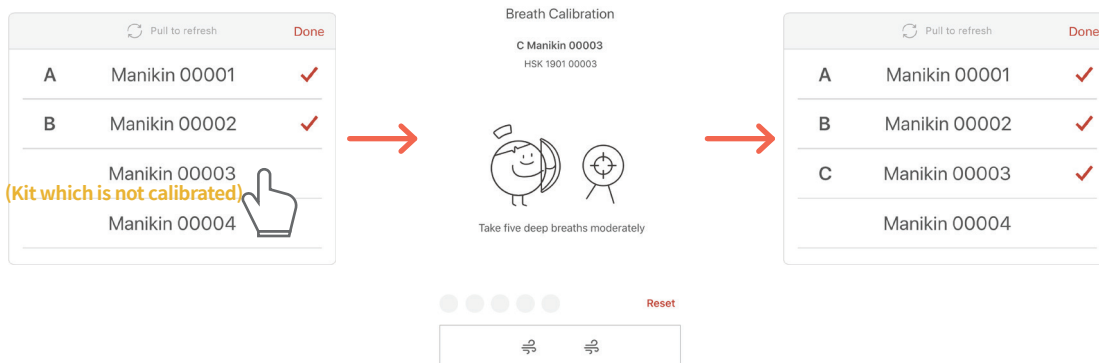 Pull to refresh Done
A Manikin 00001
B Manikin 00002
Manikin 00003
(Kit which is not calibrated)
Manikin 00004
Breath Calibration
C Manikin 00003
HSK 1901 00003
Take five deep breaths moderately
Reset
Pull to refresh Done
A Manikin 00001
B Manikin 00002
C Manikin 00003
Manikin 00004